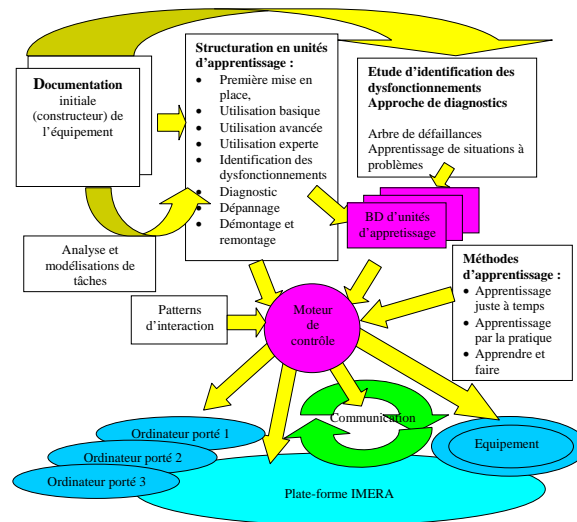 Documentation
initiale
(constructeur) de
l'équipement
Structuration en unités
d'apprentissage :
• Première mise en
place,
• Utilisation basique
• Utilisation avancée
• Utilisation experte
• Identification des
dysfonctionnements
• Diagnostic
• Dépannage
• Démontage et
remontage
Etude d'identification des
dysfonctionnements
Approche de diagnostics
Arbre de défaillances
Apprentissage de situations à
problèmes
BD d'unités
d'appretissage
Analyse et
modélisations de
tâches
Méthodes
d'apprentissage :
• Apprentissage
juste à temps
• Apprentissage
par la pratique
• Apprendre et
faire
Patterns
d'interaction
Moteur
de
contrôle
Communication
Ordinateur porté 1
Ordinateur porté 2
Ordinateur porté 3
Equipement
Plate-forme IMERA